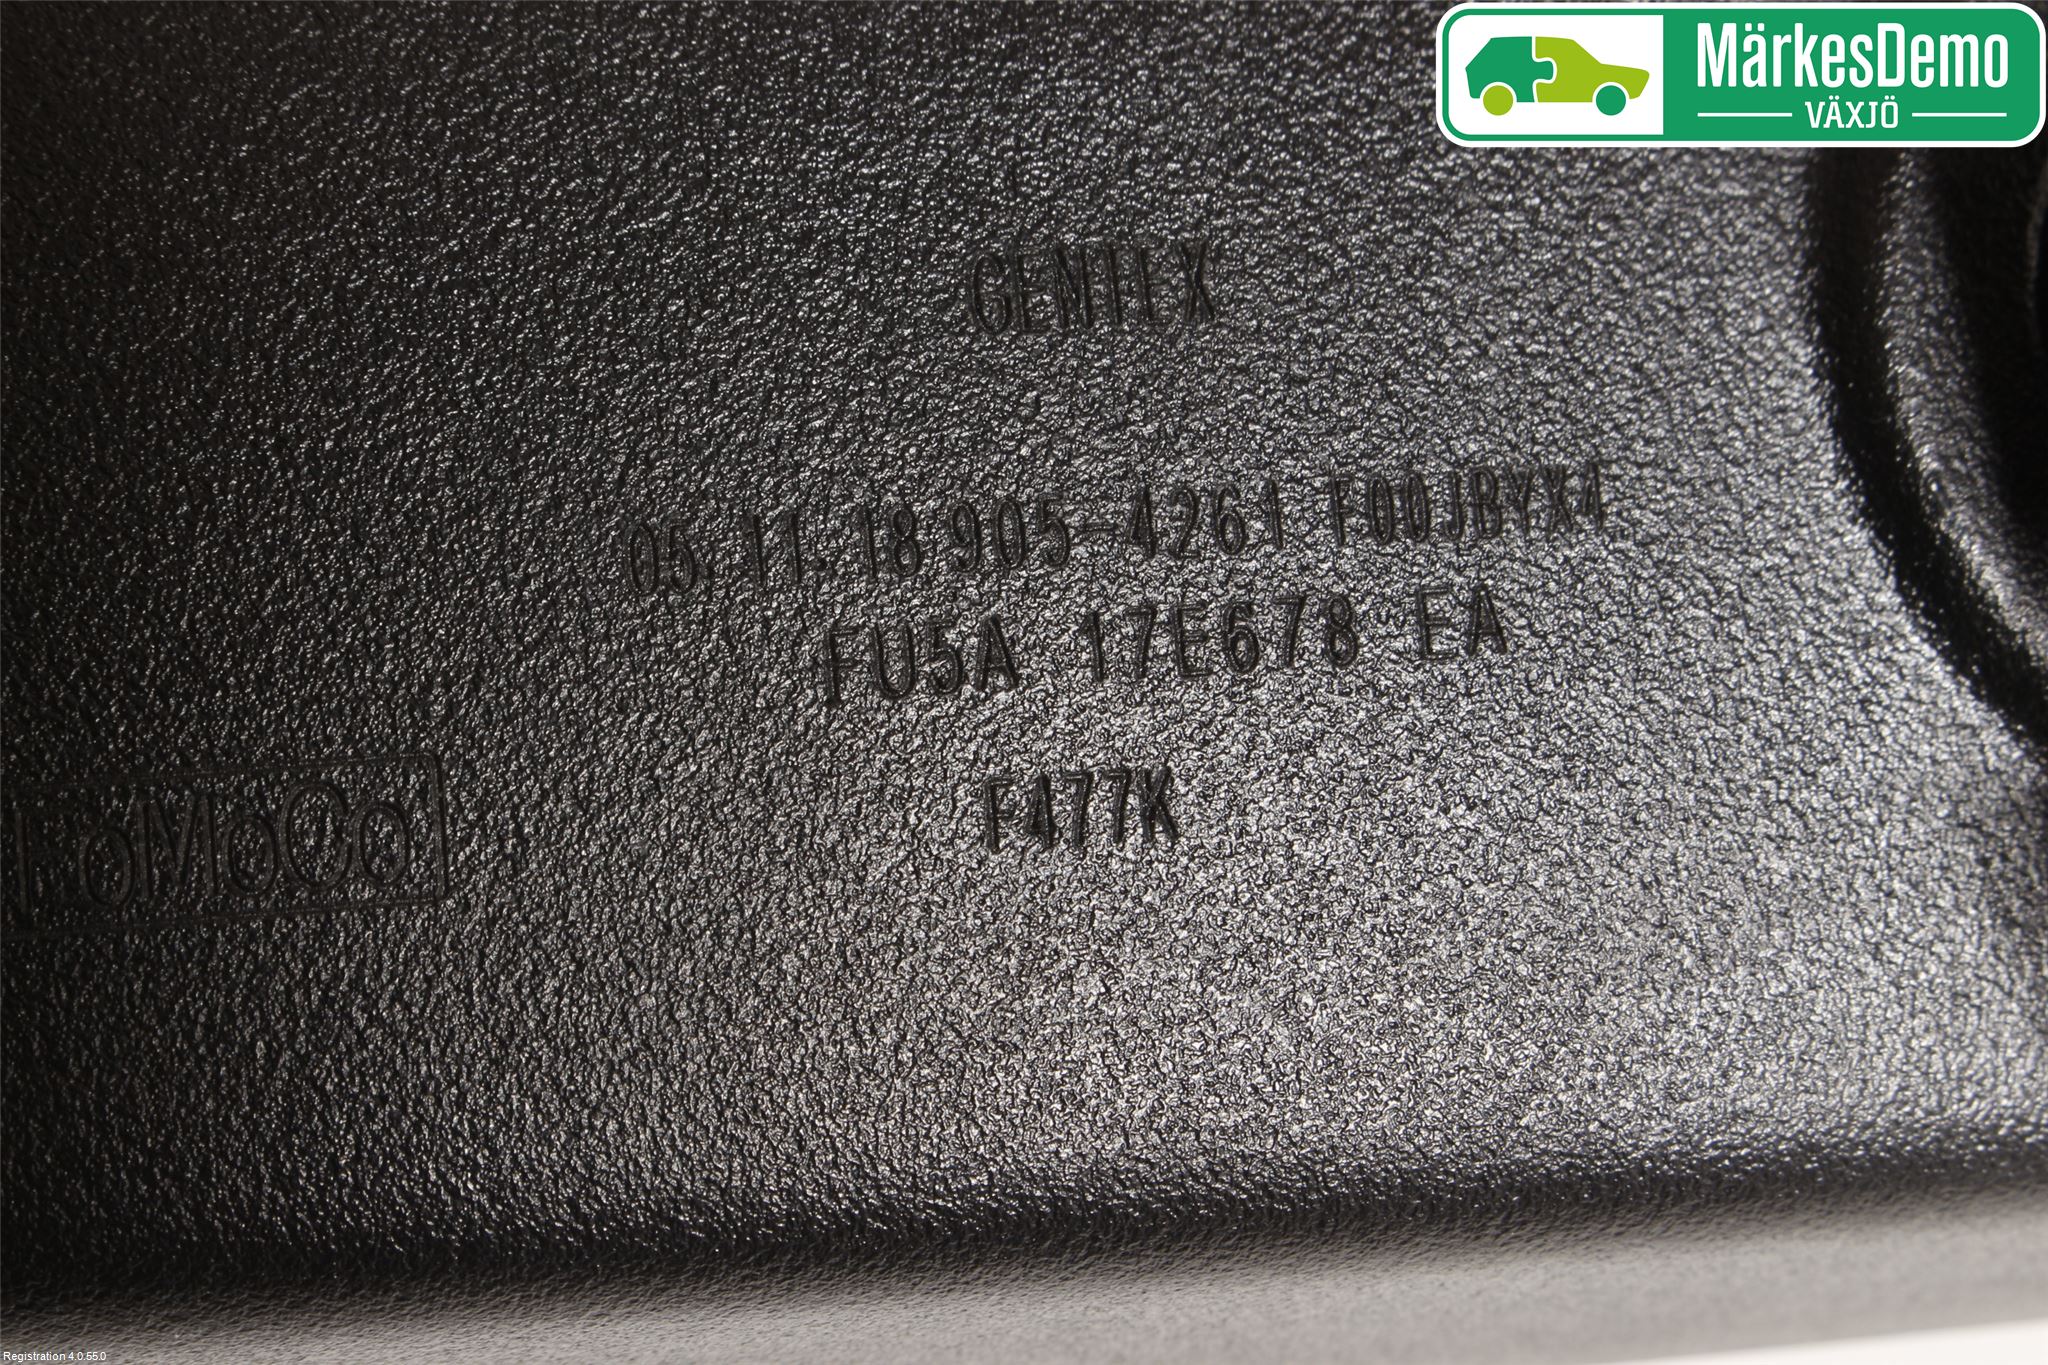 MärkesDemo
VÄXJÖ
GENTEX
05. 11. 18 905-4261 F00JBYX4
FU5A 17E678 EA
F477K
FoMoCo
Registration 4.0.55.0